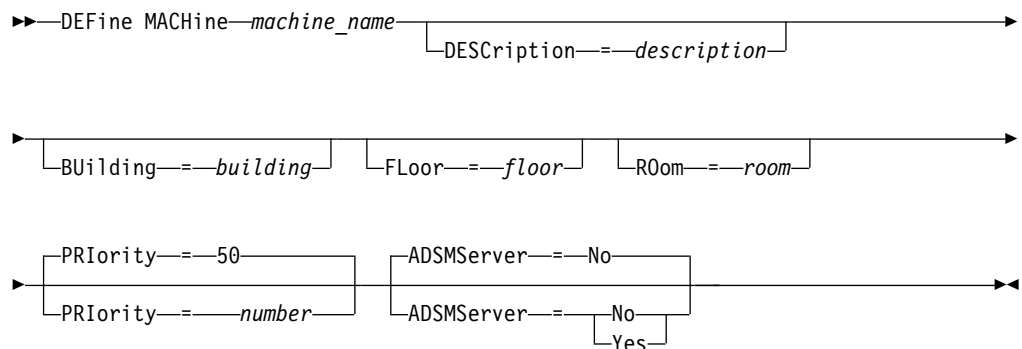 DEFine MACHine machine_name
DESCription = description
BUilding = building FLoor = floor ROom = room
PRIority = 50 ADSMServer = No
PRIority = number ADSMServer = No
Yes